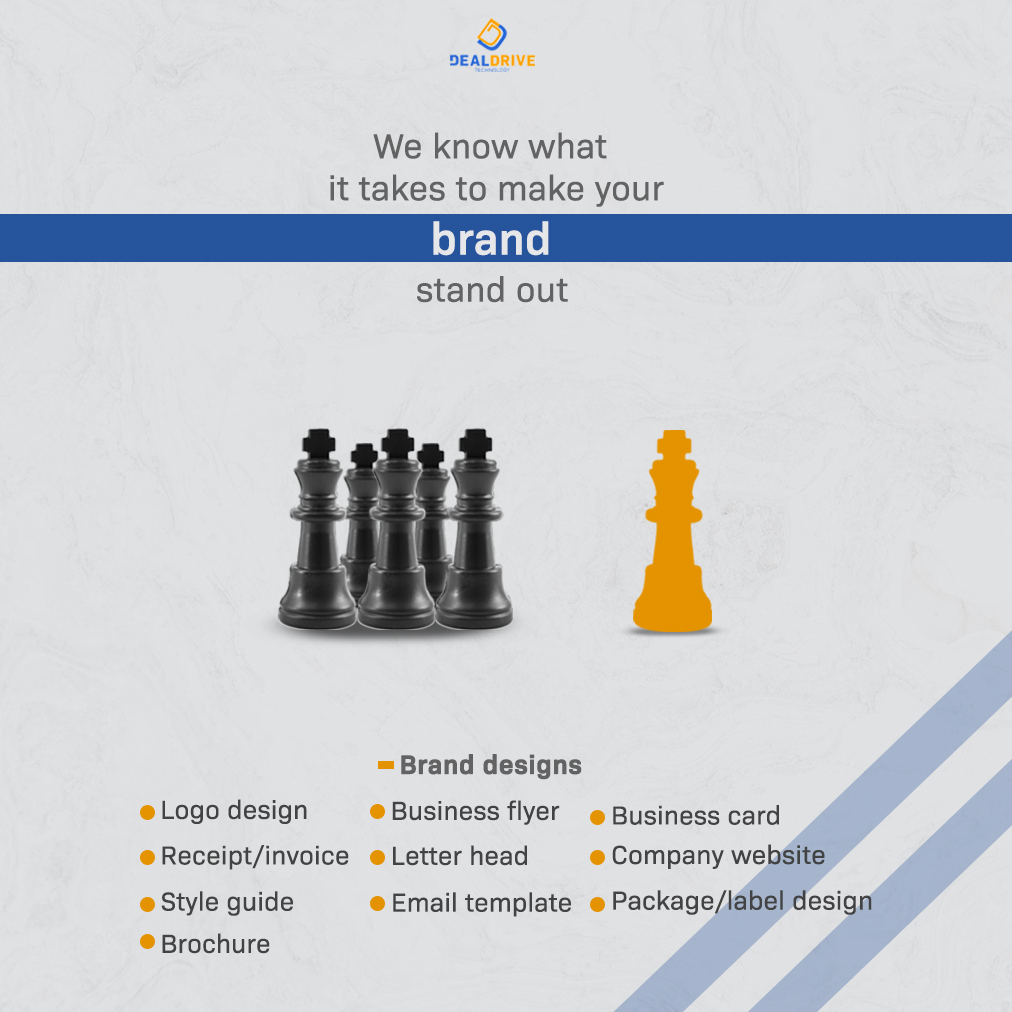 DEALDRIVE
TECHNOLOGY
We know what
it takes to make your
brand
stand out
Brand designs
Logo design
Business flyer
Business card
Receipt/invoice
Letter head
Company website
Style guide
Email template
Package/label design
Brochure